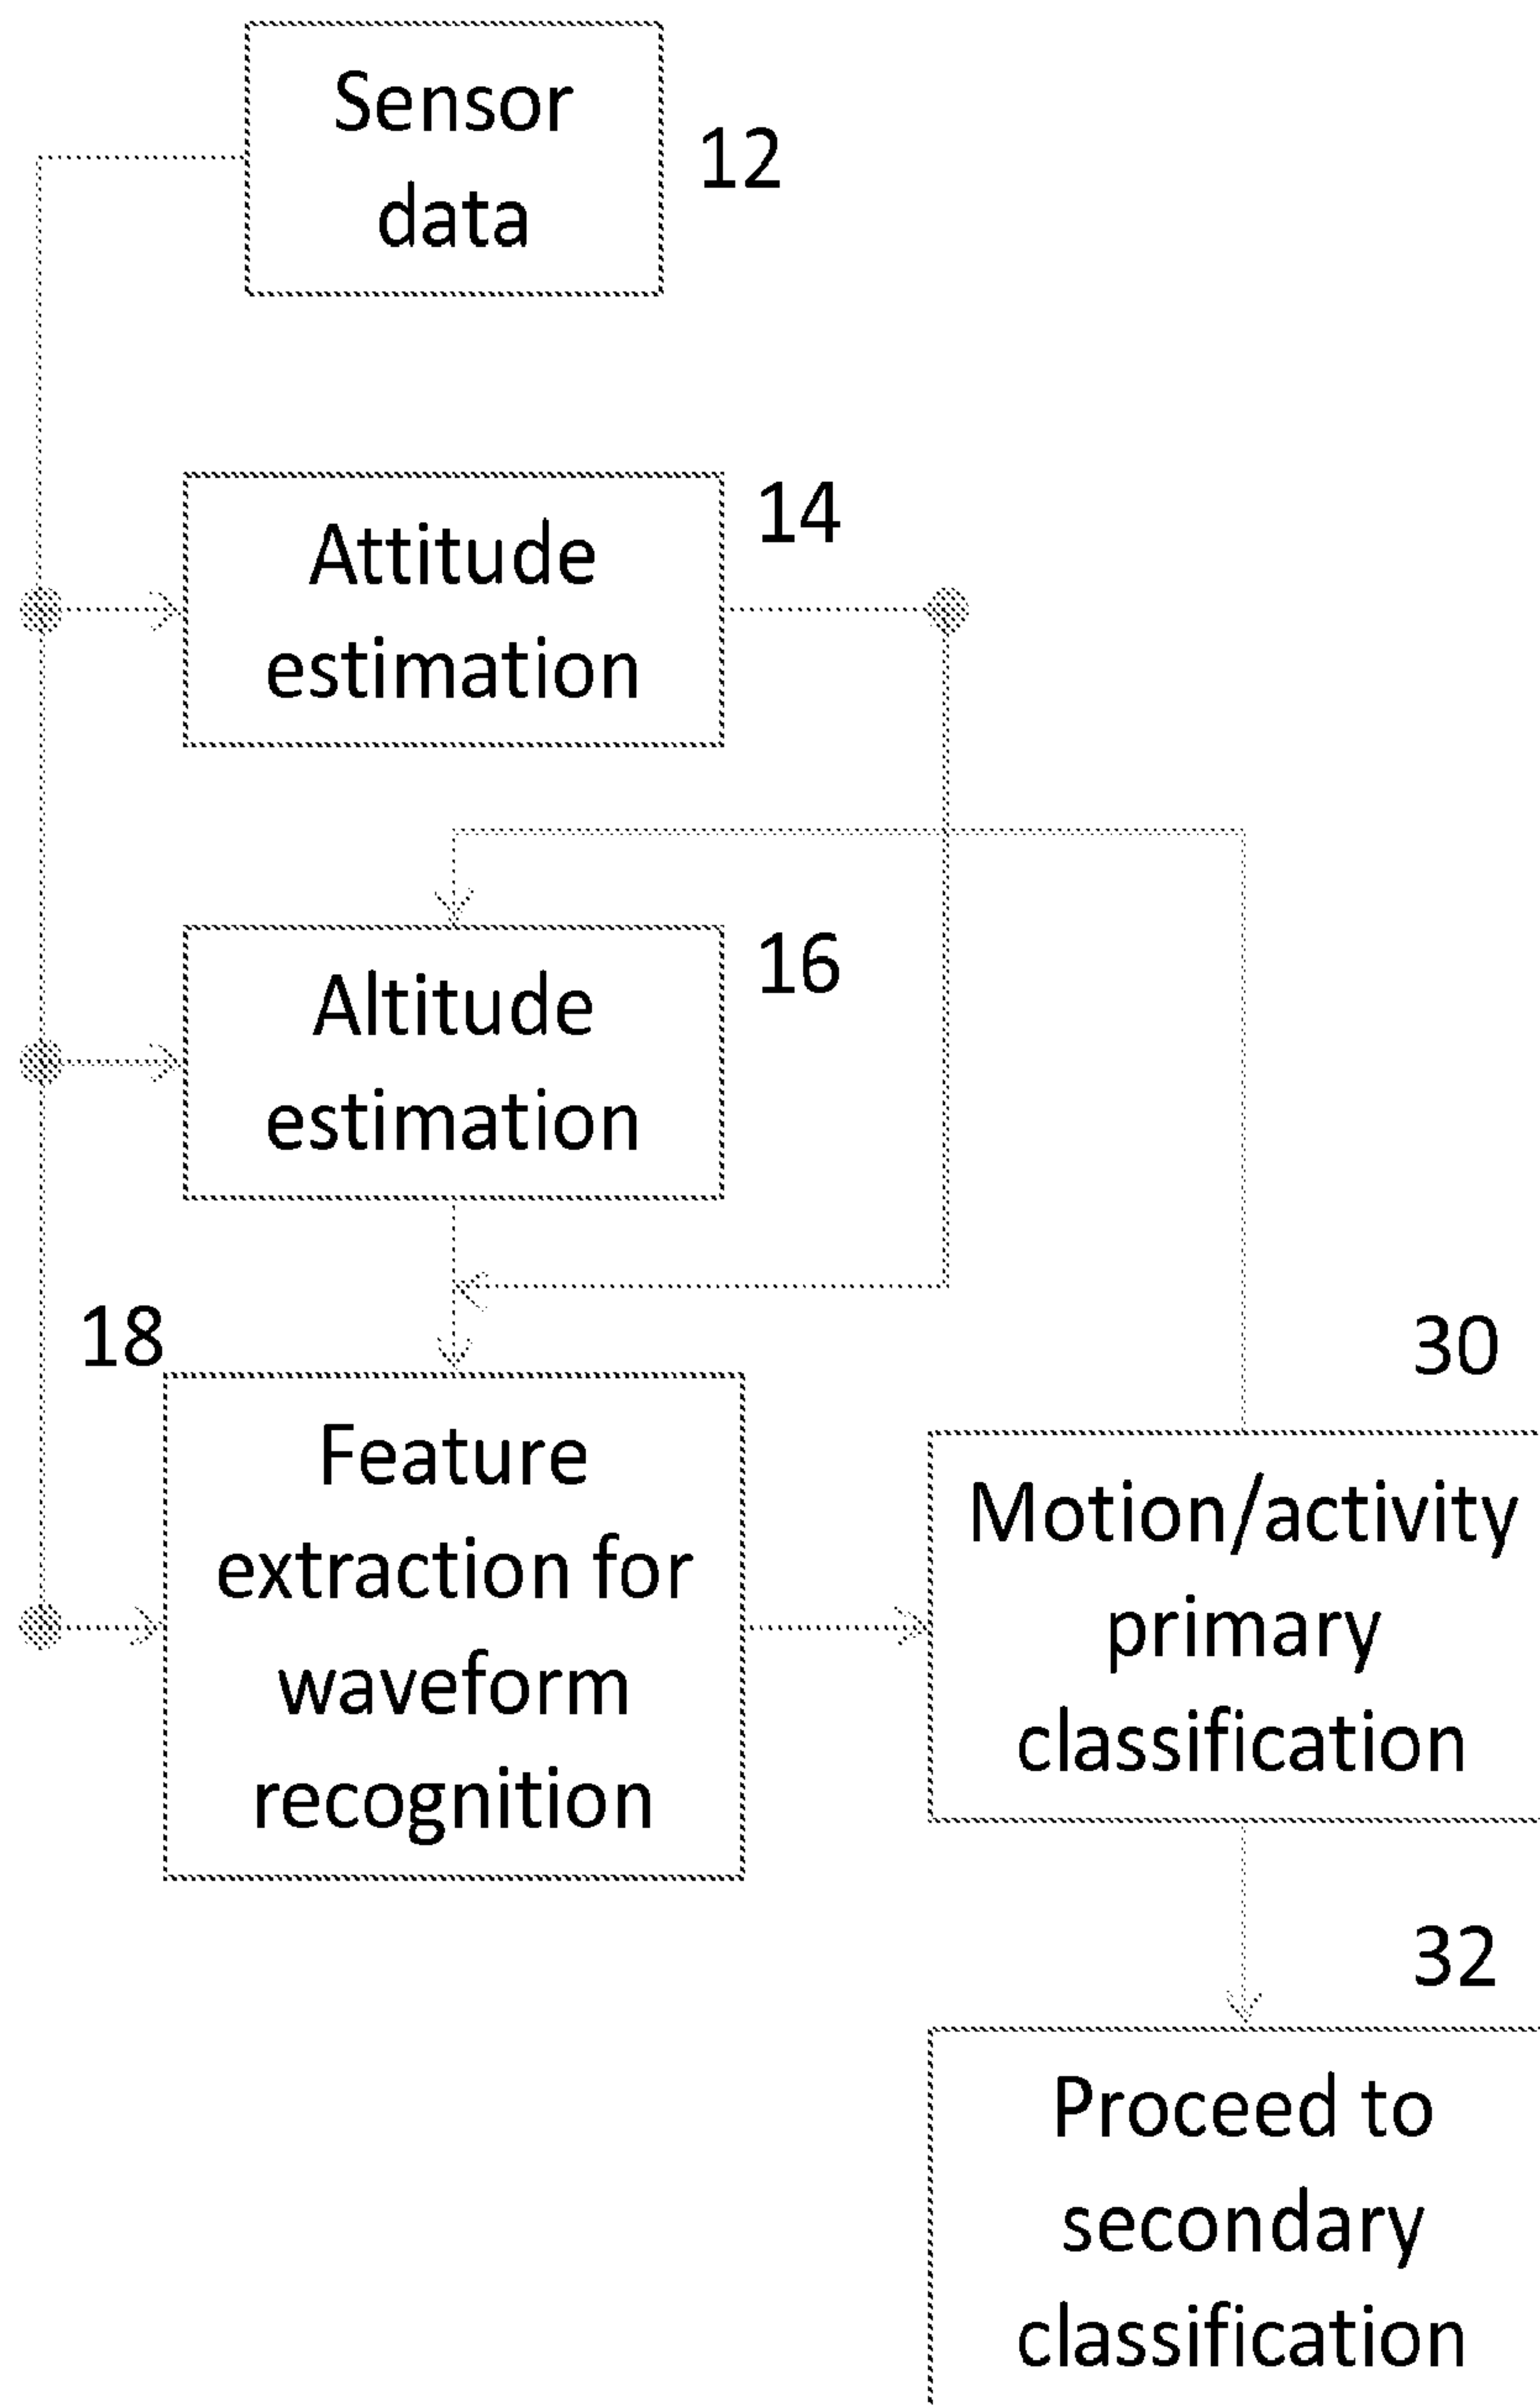 Sensor
data
12
Attitude
estimation
14
Altitude
estimation
16
18
Feature
extraction for
waveform
recognition
30
Motion/activity
primary
classification
32
Proceed to
secondary
classification